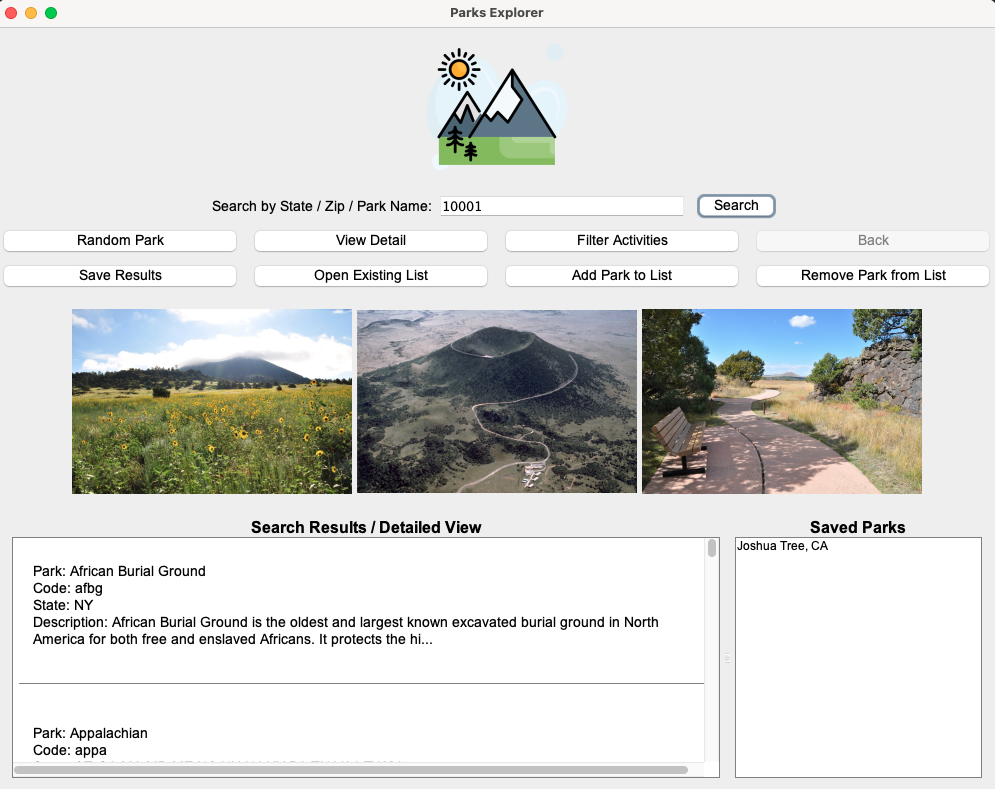 Parks Explorer
Search by State / Zip / Park Name: 10001 Search
Random Park View Detail Filter Activities Back
Save Results Open Existing List Add Park to List Remove Park from List
Search Results / Detailed View Saved Parks
Park: African Burial Ground
Code: afbg
State: NY
Description: African Burial Ground is the oldest and largest known excavated burial ground in North
America for both free and enslaved Africans. It protects the hi...
Park: Appalachian
Code: appa
Joshua Tree, CA